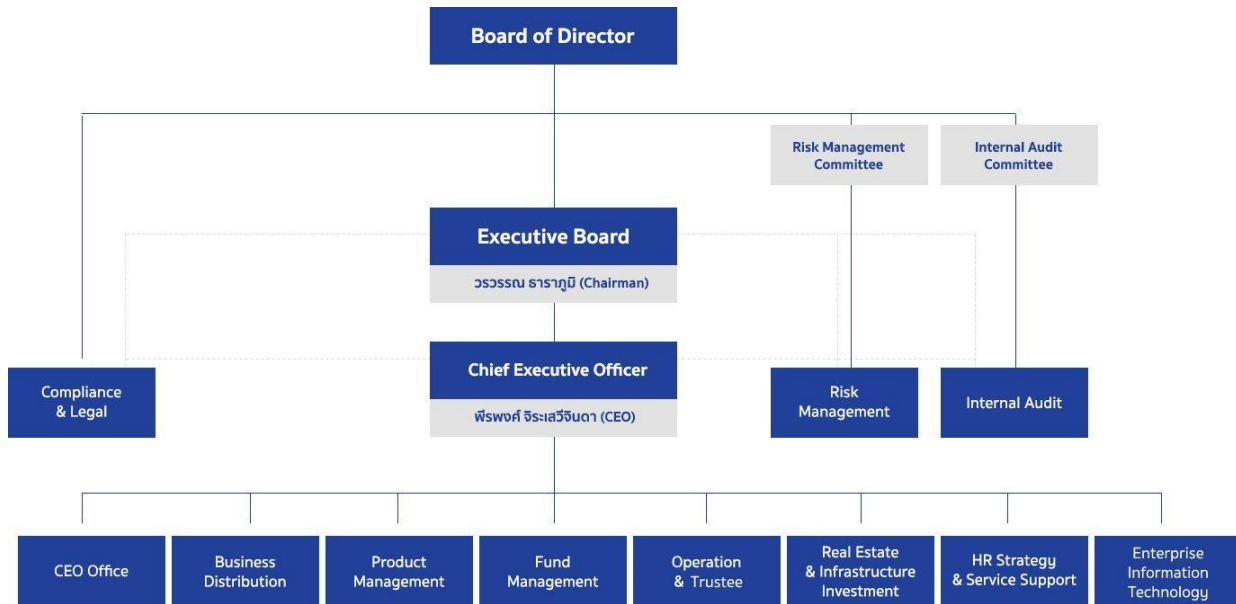 Board of Director
Risk Management
Committee
Internal Audit
Committee
Executive Board
วรวรรณ ธาราภูมิ (Chairman)
Chief Executive Officer
พีรพงศ์ จิระเสวีจินดา (CEO)
Compliance
& Legal
Risk
Management
Internal Audit
CEO Office
Business
Distribution
Product
Management
Fund
Management
Operation
& Trustee
Real Estate
& Infrastructure
Investment
HR Strategy
& Service Support
Enterprise
Information
Technology